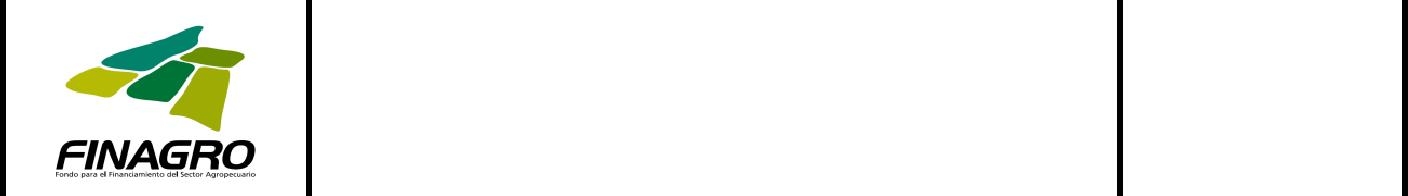 FINAGRO
Fondo para el Financiamiento del Sector Agropecuario